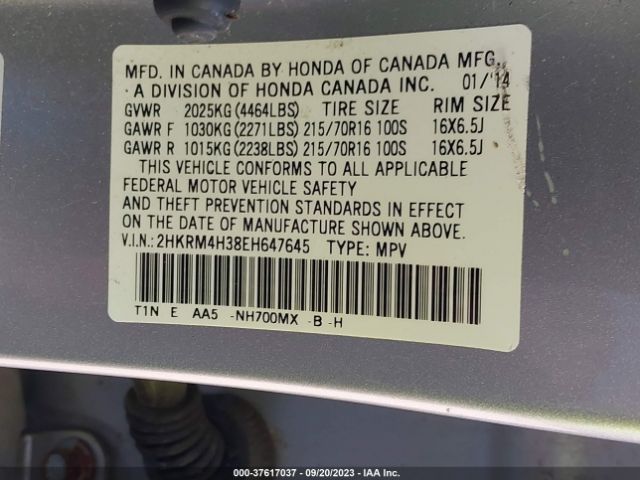 MFD. IN CANADA BY HONDA OF CANADA MFG.,
A DIVISION OF HONDA CANADA INC. 01/'14
GVWR 2025KG(4464LBS) TIRE SIZE RIM SIZE
GAWR F 1030KG(2271LBS) 215/70R16 100S 16X6.5J
GAWR R 1015KG(2238LBS) 215/70R16 100S 16X6.5J
THIS VEHICLE CONFORMS TO ALL APPLICABLE
FEDERAL MOTOR VEHICLE SAFETY
AND THEFT PREVENTION STANDARDS IN EFFECT
ON THE DATE OF MANUFACTURE SHOWN ABOVE.
V.I.N.:2HKRM4H38EH647645 TYPE: MPV
T1N E AA5 -NH700MX -B -H
000-37617037 - 09/20/2023 - IAA Inc.